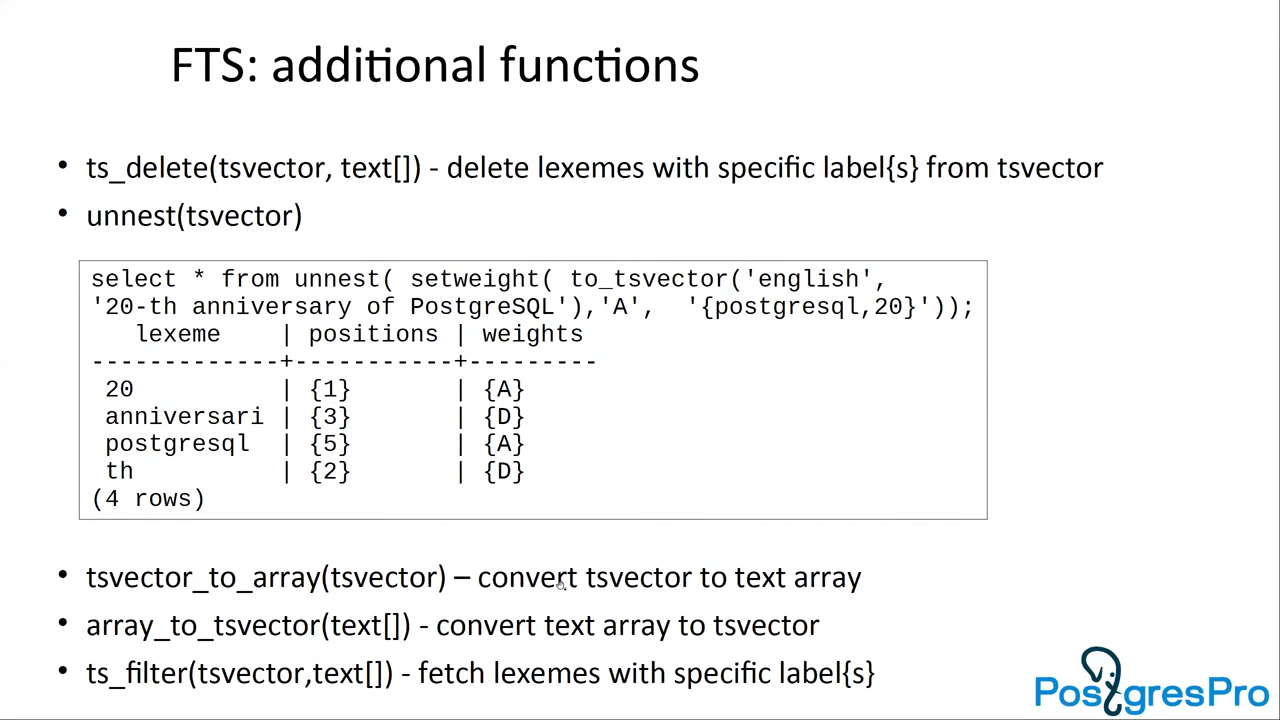 FTS: additional functions
• ts_delete(tsvector, text[]) - delete lexemes with specific label{s} from tsvector
• unnest(tsvector)
select * from unnest( setweight( to_tsvector('english',
'20-th anniversary of PostgreSQL'),'A',  '{postgresql,20}'));
   lexeme    | positions | weights
-------------+-----------+---------
 20          | {1}       | {A}
 anniversari | {3}       | {D}
 postgresql  | {5}       | {A}
 th          | {2}       | {D}
(4 rows)
• tsvector_to_array(tsvector) – convert tsvector to text array
• array_to_tsvector(text[]) - convert text array to tsvector
• ts_filter(tsvector,text[]) - fetch lexemes with specific label{s}
PostgresPro